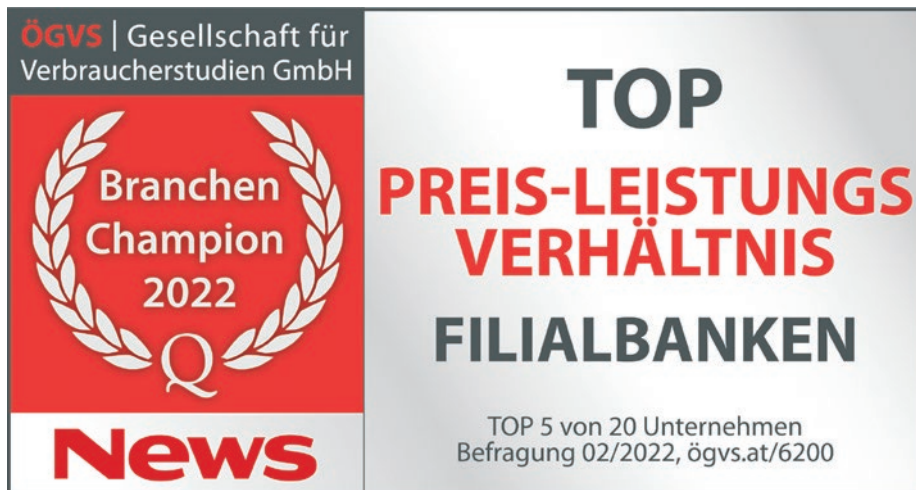 ÖGVS | Gesellschaft für
Verbraucherstudien GmbH
Branchen
Champion
2022
Q
News
TOP
PREIS-LEISTUNGS
VERHÄLTNIS
FILIALBANKEN
TOP 5 von 20 Unternehmen
Befragung 02/2022, ögvs.at/6200